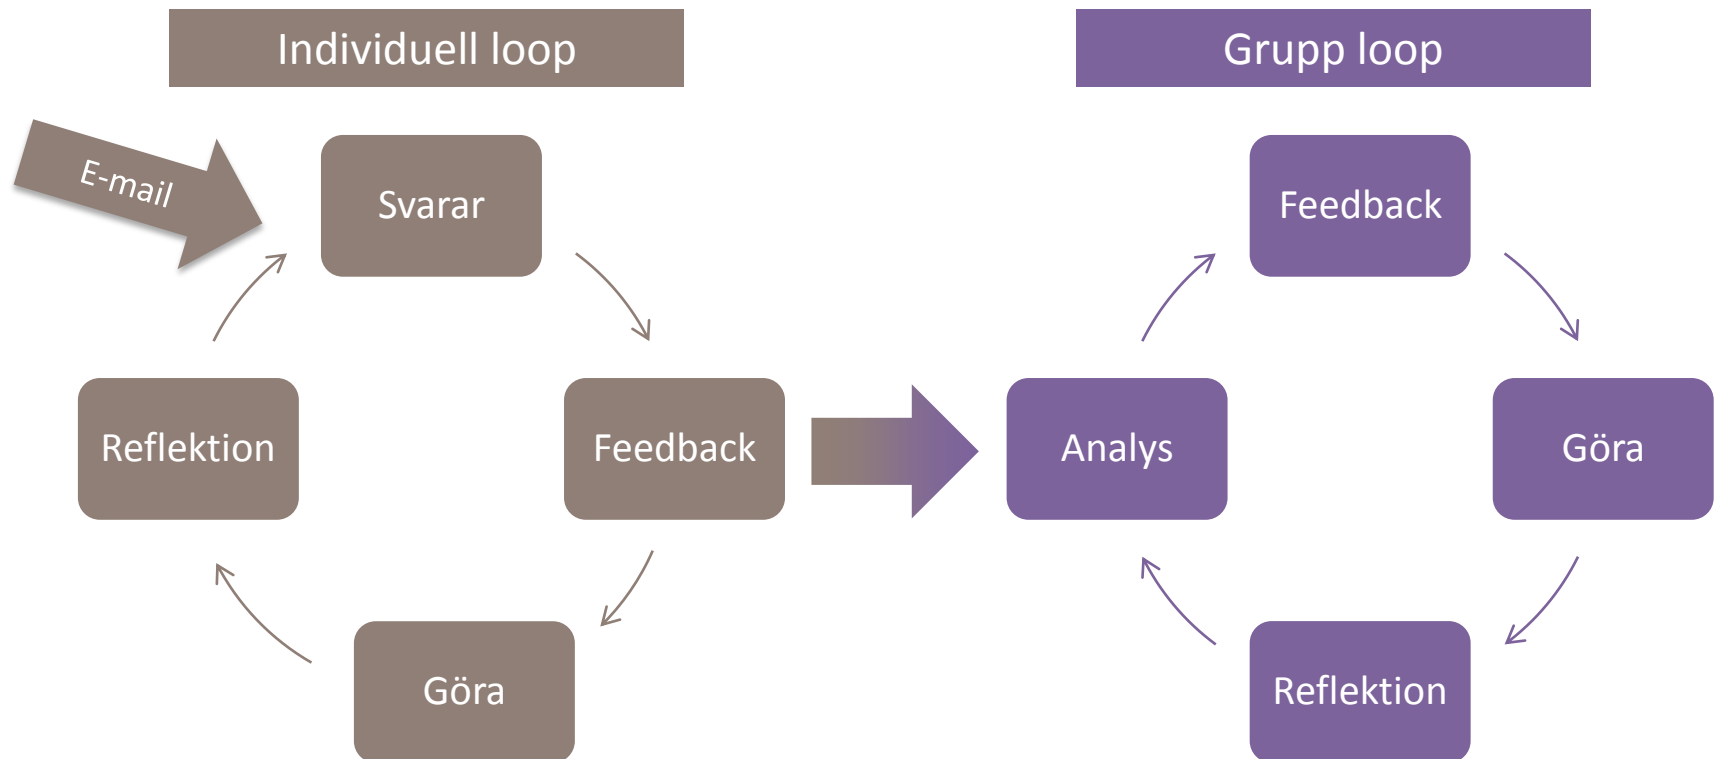 Individuell loop
E-mail
Svarar
Feedback
Göra
Reflektion
Grupp loop
Feedback
Göra
Reflektion
Analys